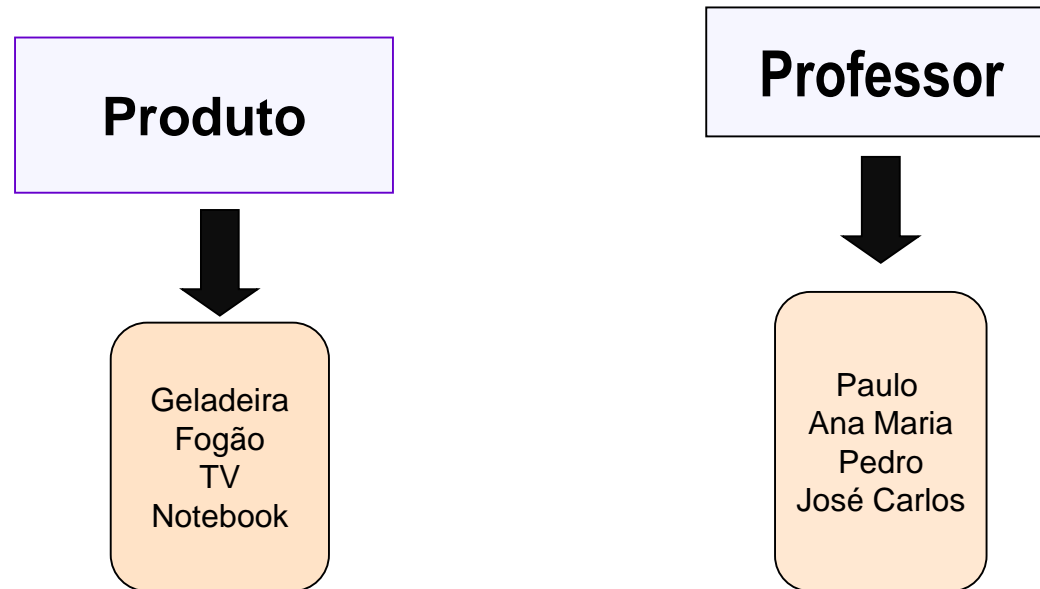 Produto
Geladeira
Fogão
TV
Notebook
Professor
Paulo
Ana Maria
Pedro
José Carlos